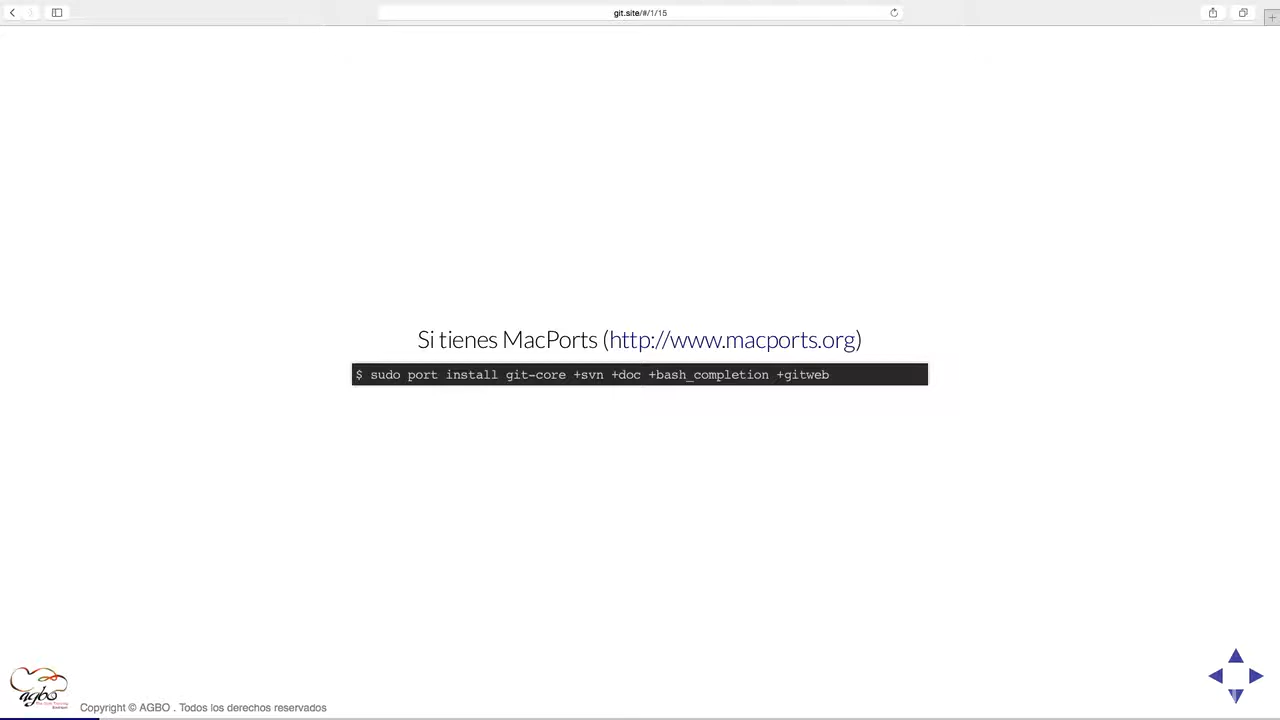 git.site/#/1/15
Si tienes MacPorts (http://www.macports.org)
$ sudo port install git-core +svn +doc +bash_completion +gitweb
agbo
Copyright © AGBO . Todos los derechos reservados